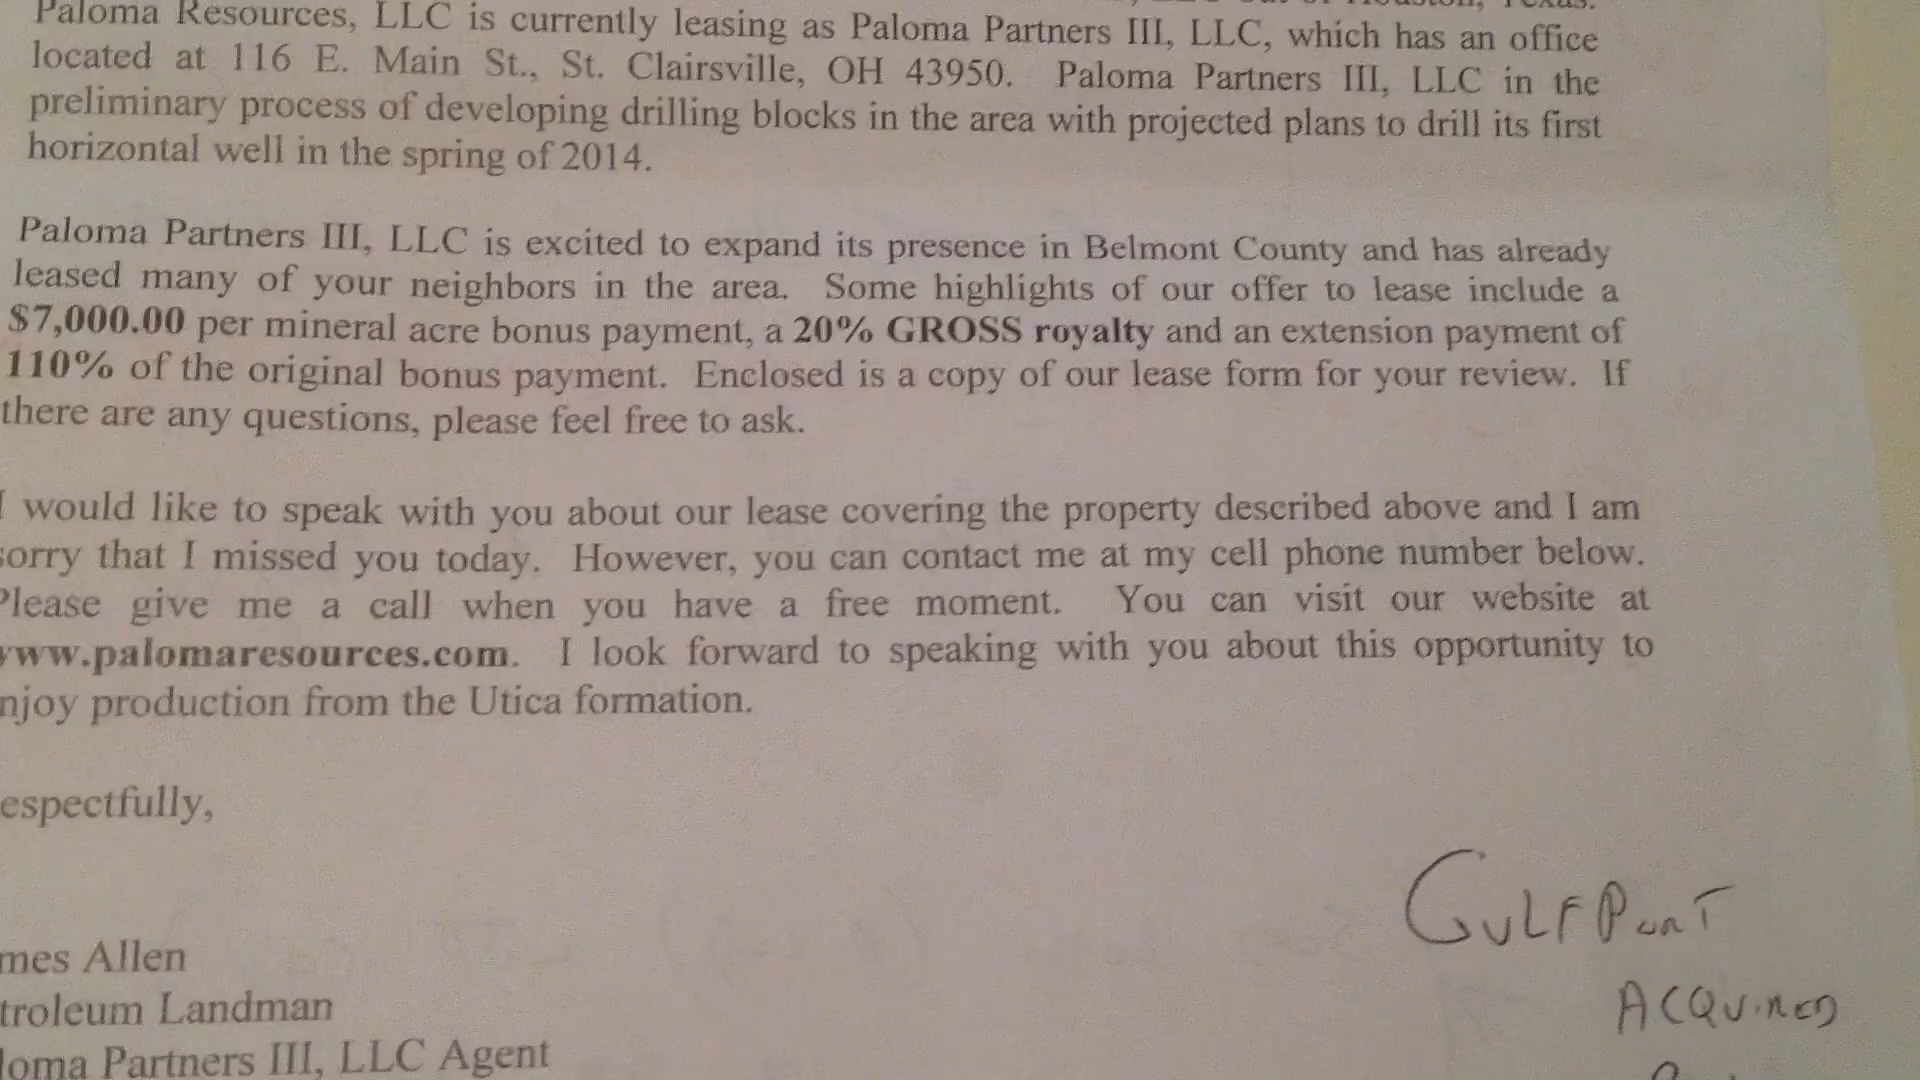 Paloma Resources, LLC is currently leasing as Paloma Partners III, LLC, which has an office
located at 116 E. Main St., St. Clairsville, OH 43950. Paloma Partners III, LLC in the
preliminary process of developing drilling blocks in the area with projected plans to drill its first
horizontal well in the spring of 2014.
Paloma Partners III, LLC is excited to expand its presence in Belmont County and has already
leased many of your neighbors in the area. Some highlights of our offer to lease include a
$7,000.00 per mineral acre bonus payment, a 20% GROSS royalty and an extension payment of
110% of the original bonus payment. Enclosed is a copy of our lease form for your review. If
there are any questions, please feel free to ask.
I would like to speak with you about our lease covering the property described above and I am
sorry that I missed you today. However, you can contact me at my cell phone number below.
Please give me a call when you have a free moment. You can visit our website at
www.palomaresources.com. I look forward to speaking with you about this opportunity to
njoy production from the Utica formation.
espectfully,
mes Allen
troleum Landman
loma Partners III, LLC Agent
GULFPORT
ACQUIRED